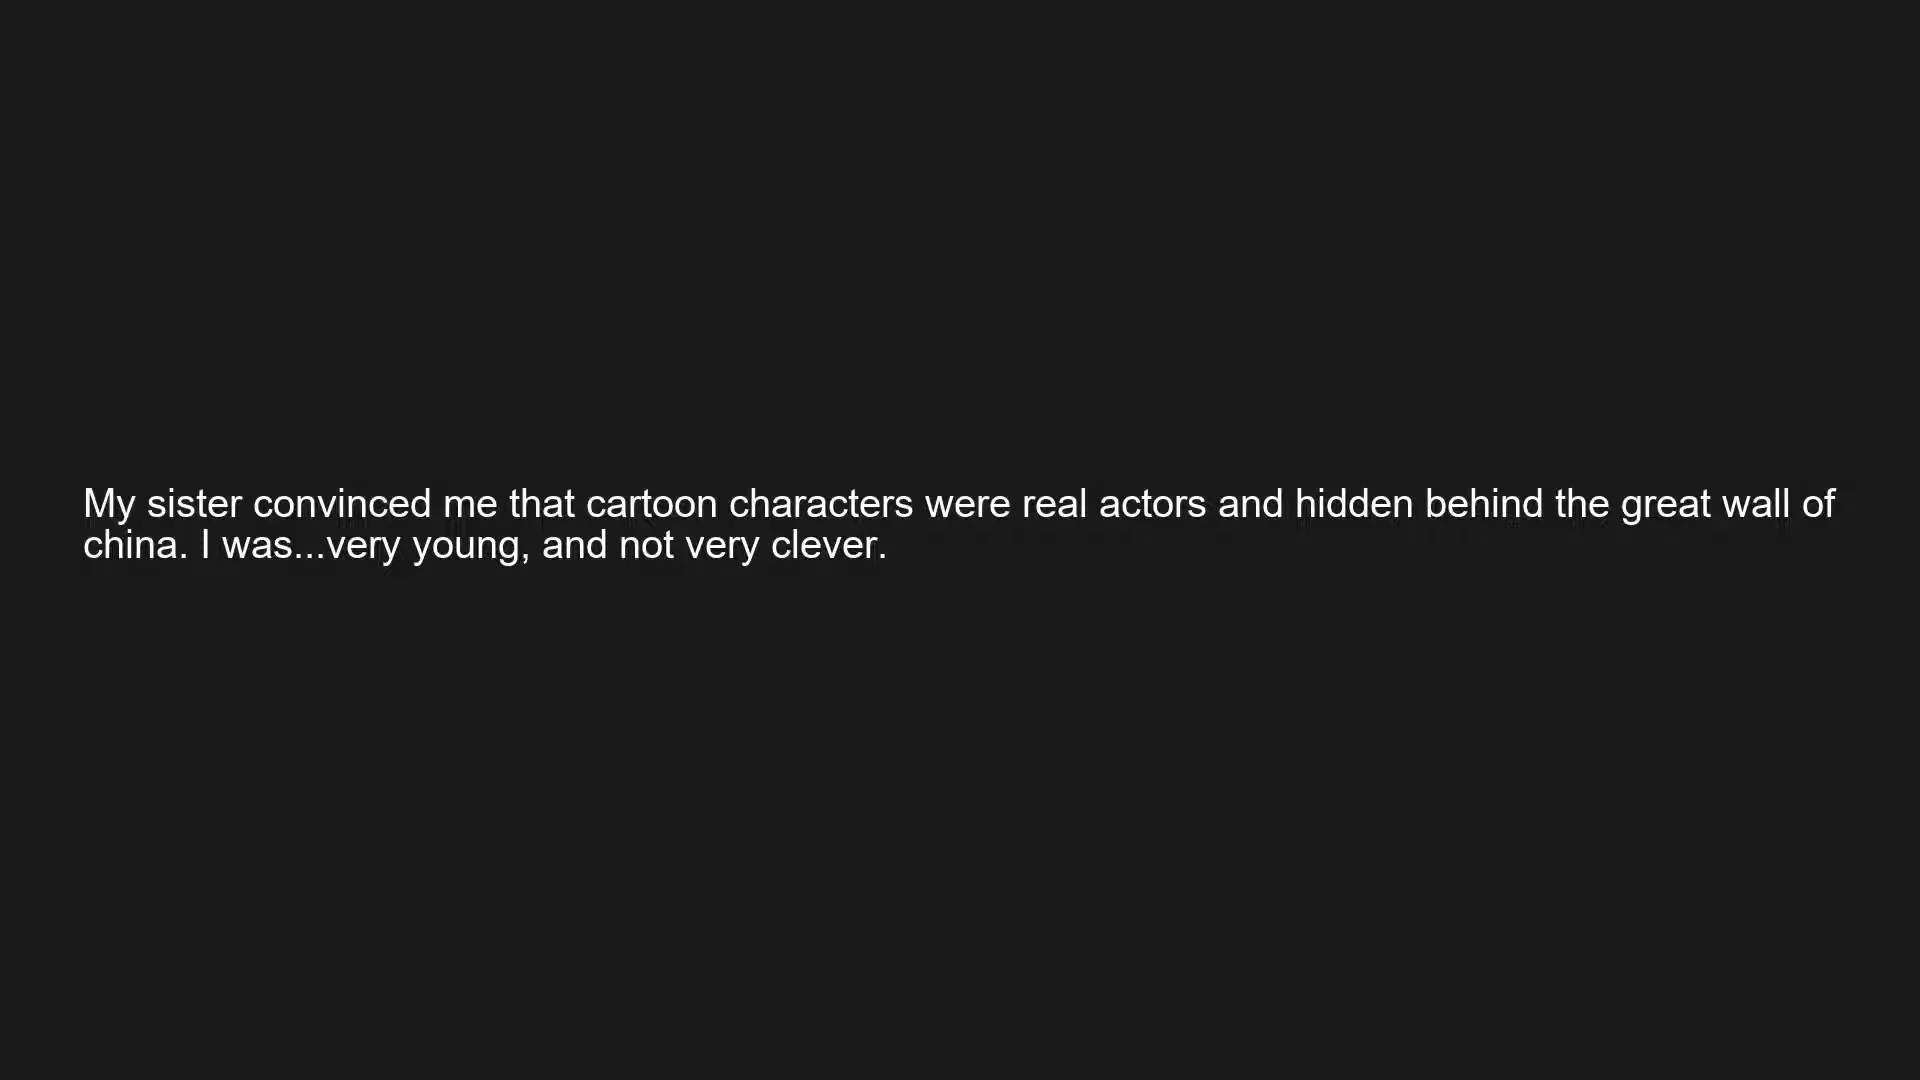 My sister convinced me that cartoon characters were real actors and hidden behind the great wall of
china. I was...very young, and not very clever.